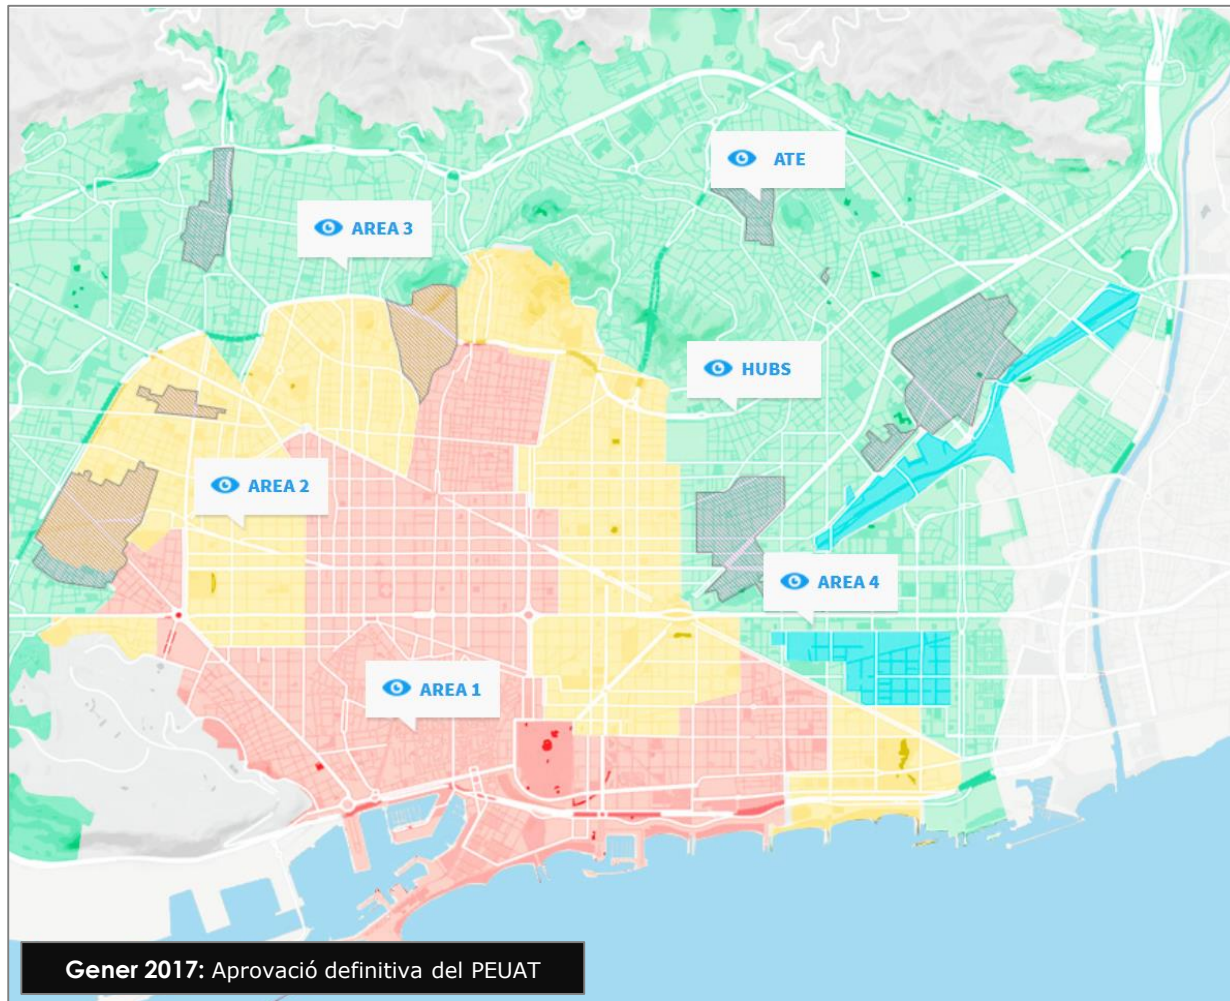 ATE
AREA 3
HUBS
AREA 2
AREA 4
AREA 1
Gener 2017: Aprovació definitiva del PEUAT